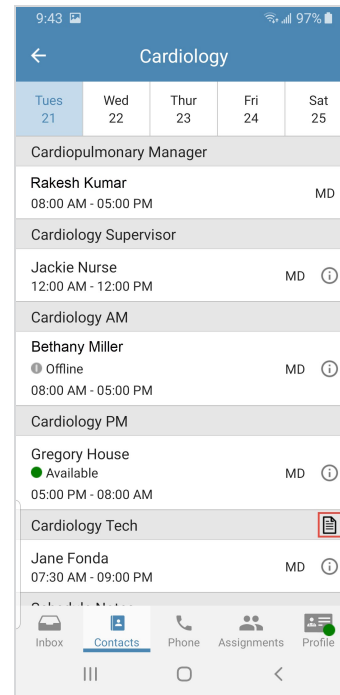 9:43 97%
Cardiology
Tues Wed Thur Fri Sat
21 22 23 24 25
Cardiopulmonary Manager
Rakesh Kumar
MD
08:00 AM - 05:00 PM
Cardiology Supervisor
Jackie Nurse
MD
12:00 AM - 12:00 PM
Cardiology AM
Bethany Miller
Offline
MD
08:00 AM - 05:00 PM
Cardiology PM
Gregory House
Available
MD
05:00 PM - 08:00 AM
Cardiology Tech
Jane Fonda
MD
07:30 AM - 09:00 PM
Inbox Contacts Phone Assignments Profile